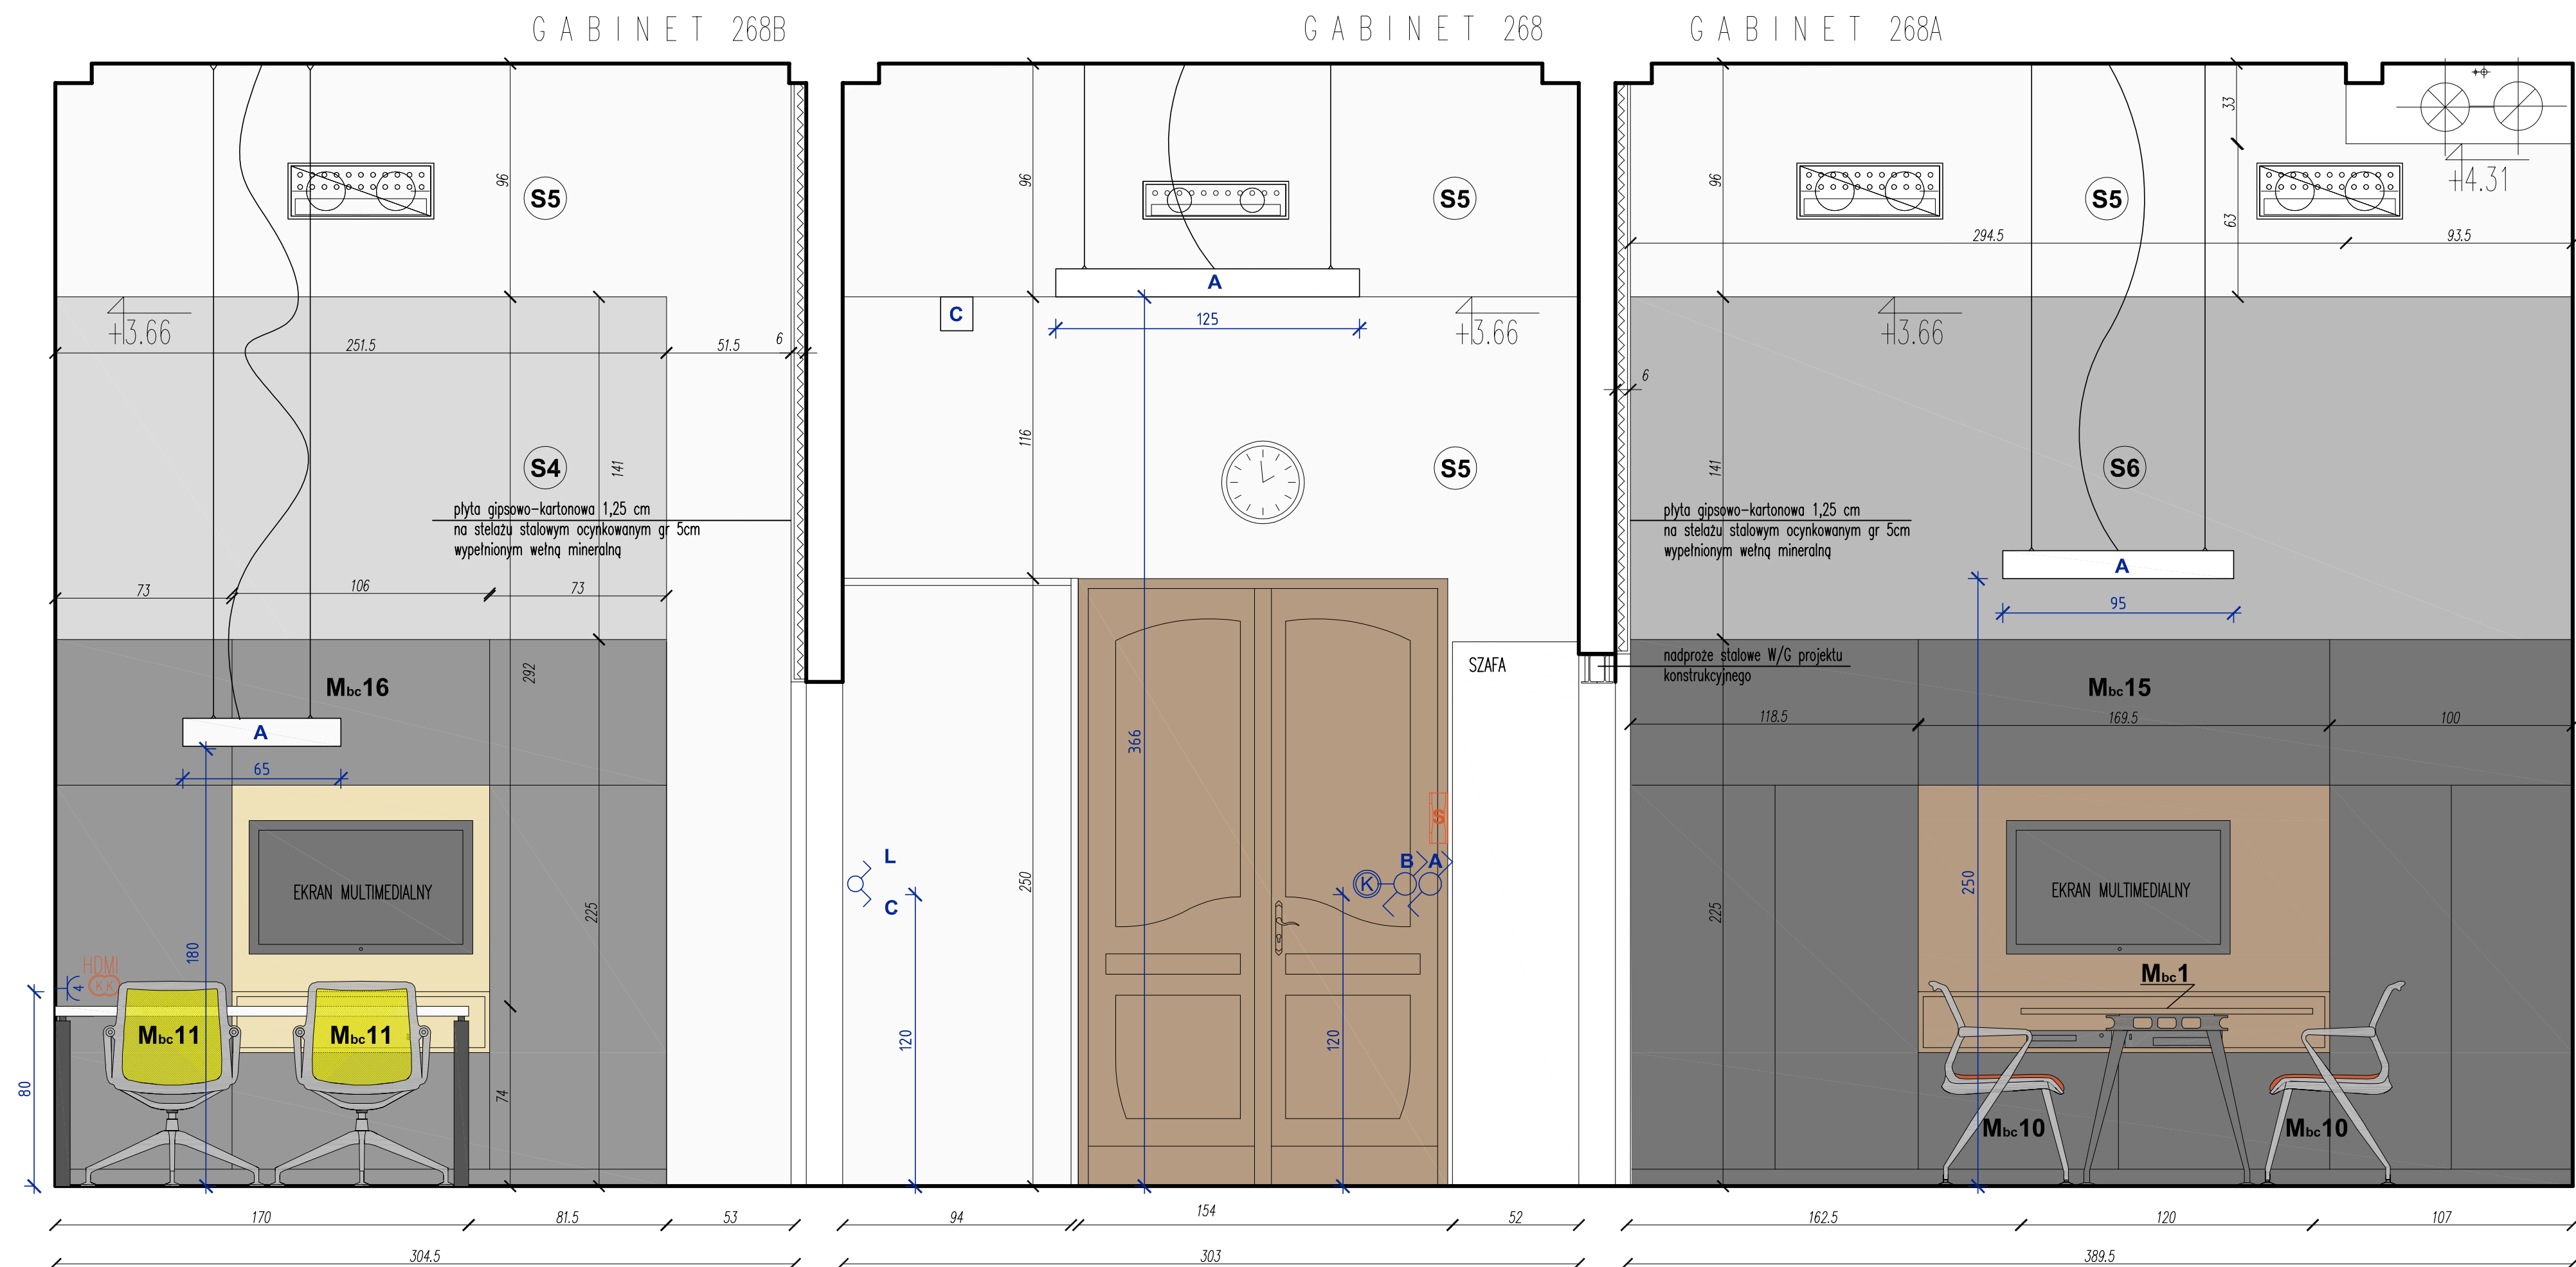 GABINET 268B
GABINET 268
GABINET 268A
96
S5
+3.66
251.5
51.5
6
S4
141
płyta gipsowo-kartonowa 1,25 cm
na stelażu stalowym ocynkowanym gr 5cm
wypełnionym wełną mineralną
73
106
73
292
Mbc16
A
65
EKRAN MULTIMEDIALNY
180
225
HDMI
K K
4
Mbc11
Mbc11
80
74
170
81.5
53
304.5
96
S5
A
C
125
+3.66
116
S5
366
SZAFA
S
L
B
A
K
C
250
120
120
94
154
52
303
96
S5
33
63
+4.31
294.5
93.5
+3.66
6
141
S6
płyta gipsowo-kartonowa 1,25 cm
na stelażu stalowym ocynkowanym gr 5cm
wypełnionym wełną mineralną
A
95
nadproże stalowe W/G projektu
konstrukcyjnego
Mbc15
118.5
169.5
100
250
EKRAN MULTIMEDIALNY
225
Mbc1
Mbc10
Mbc10
162.5
120
107
389.5